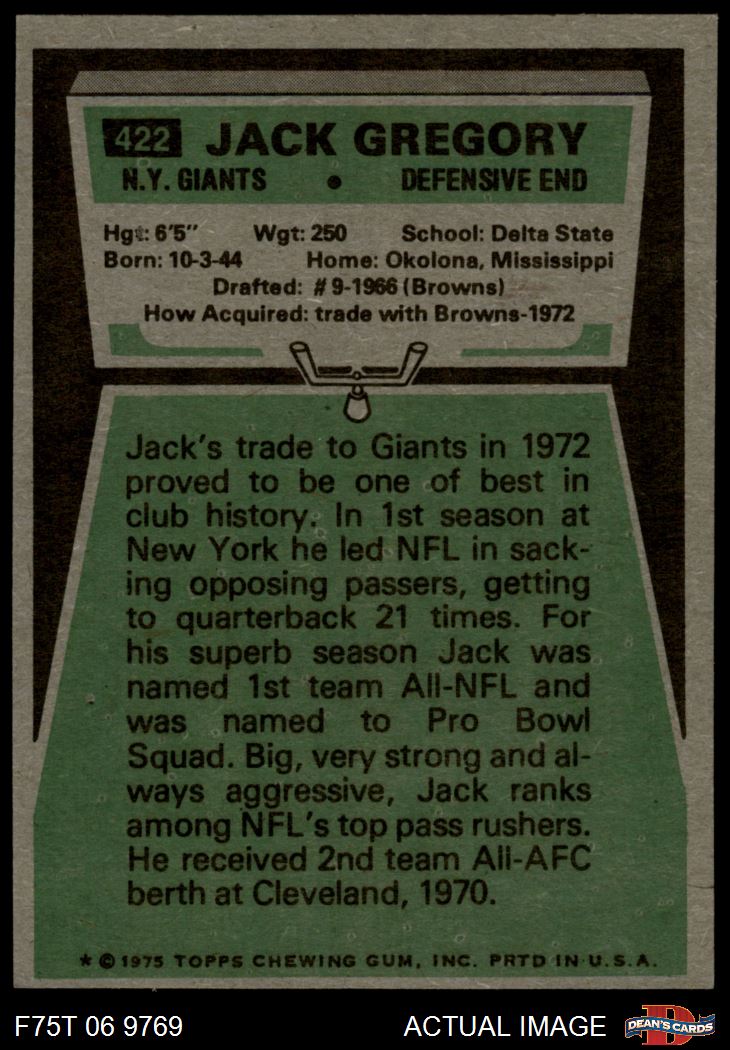 422 JACK GREGORY
N.Y. GIANTS • DEFENSIVE END
Hgt: 6'5" Wgt: 250 School: Delta State
Born: 10-3-44 Home: Okolona, Mississippi
Drafted: #9-1966 (Browns)
How Acquired: trade with Browns-1972
Jack's trade to Giants in 1972
proved to be one of best in
club history. In 1st season at
New York he led NFL in sack-
ing opposing passers, getting
to quarterback 21 times. For
his superb season Jack was
named 1st team All-NFL and
was named to Pro Bowl
Squad. Big, very strong and al-
ways aggressive, Jack ranks
among NFL's top pass rushers.
He received 2nd team All-AFC
berth at Cleveland, 1970.
* © 1975 TOPPS CHEWING GUM, INC. PRTD IN U.S.A.
F75T 06 9769 ACTUAL IMAGE D DEAN'S CARDS